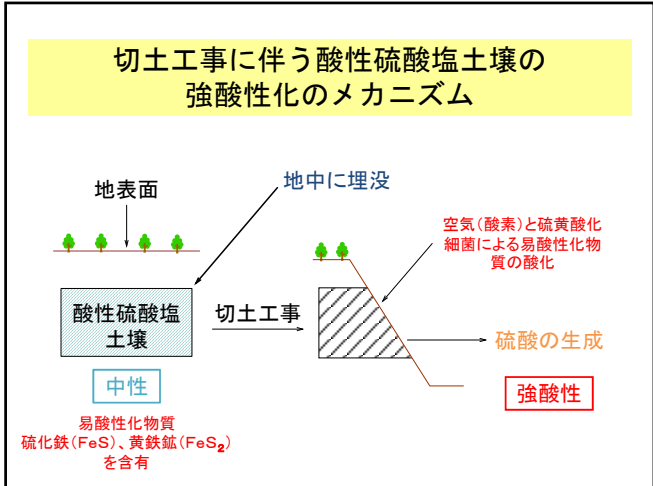 切土工事に伴う酸性硫酸塩土壌の
強酸性化のメカニズム
地表面
地中に埋没
空気(酸素)と硫黄酸化
細菌による易酸性化物
質の酸化
酸性硫酸塩
土壌
切土工事
硫酸の生成
中性
強酸性
易酸性化物質
硫化鉄(FeS)、黄鉄鉱(FeS₂)
を含有